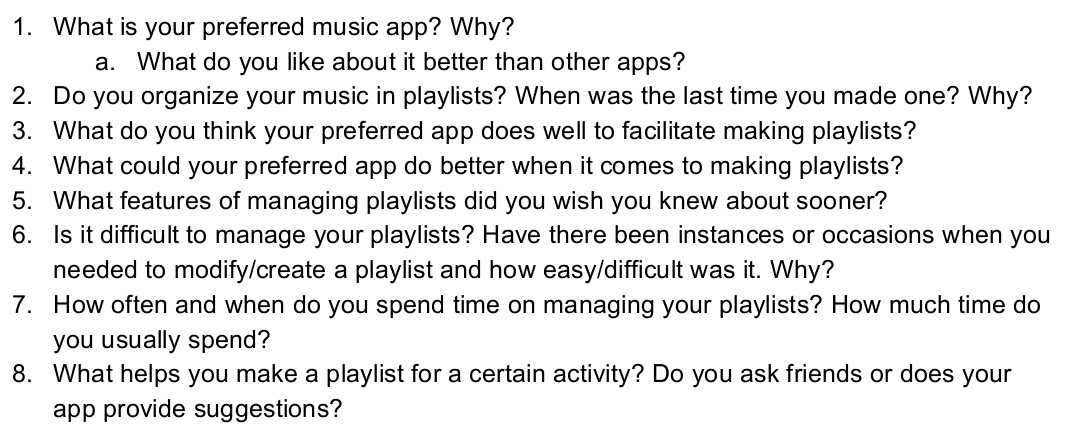 1. What is your preferred music app? Why?
a. What do you like about it better than other apps?
2. Do you organize your music in playlists? When was the last time you made one? Why?
3. What do you think your preferred app does well to facilitate making playlists?
4. What could your preferred app do better when it comes to making playlists?
5. What features of managing playlists did you wish you knew about sooner?
6. Is it difficult to manage your playlists? Have there been instances or occasions when you
needed to modify/create a playlist and how easy/difficult was it. Why?
7. How often and when do you spend time on managing your playlists? How much time do
you usually spend?
8. What helps you make a playlist for a certain activity? Do you ask friends or does your
app provide suggestions?